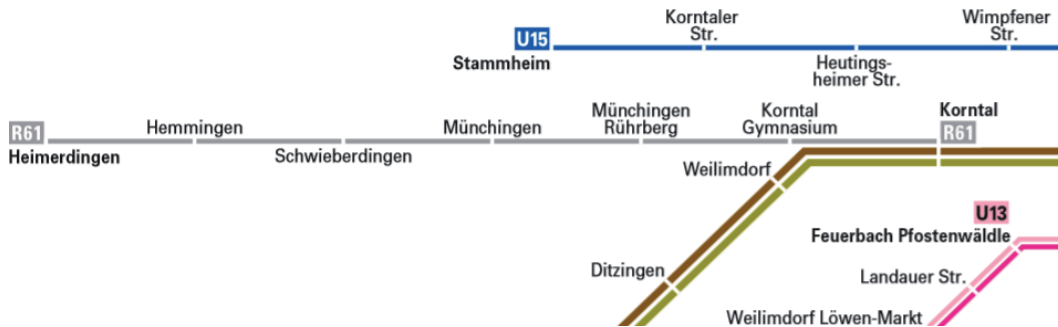 Korntaler
Str.
Wimpfener
Str.
U15
Stammheim
Heutings-
heimer Str.
R61
Heimerdingen
Hemmingen
Schwieberdingen
Münchingen
Münchingen
Rührberg
Korntal
Gymnasium
Korntal
R61
Weilimdorf
U13
Feuerbach Pfostenwäldle
Ditzingen
Landauer Str.
Weilimdorf Löwen-Markt